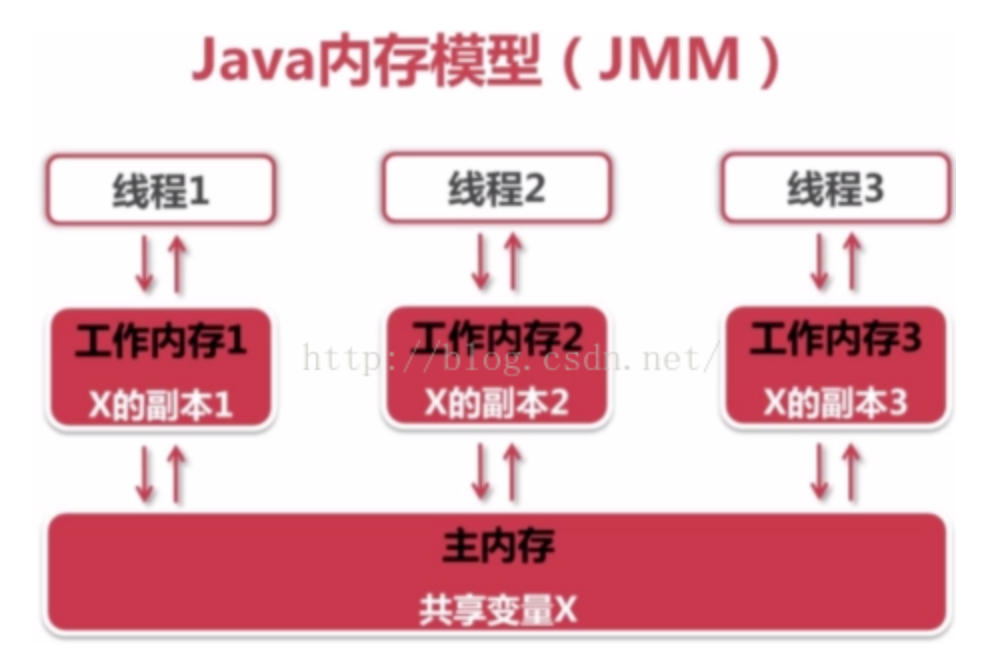 Java内存模型（JMM）
线程1
线程2
线程3
工作内存1
X的副本1
工作内存2
X的副本2
工作内存3
X的副本3
http://blog.csdn.net/
主内存
共享变量X